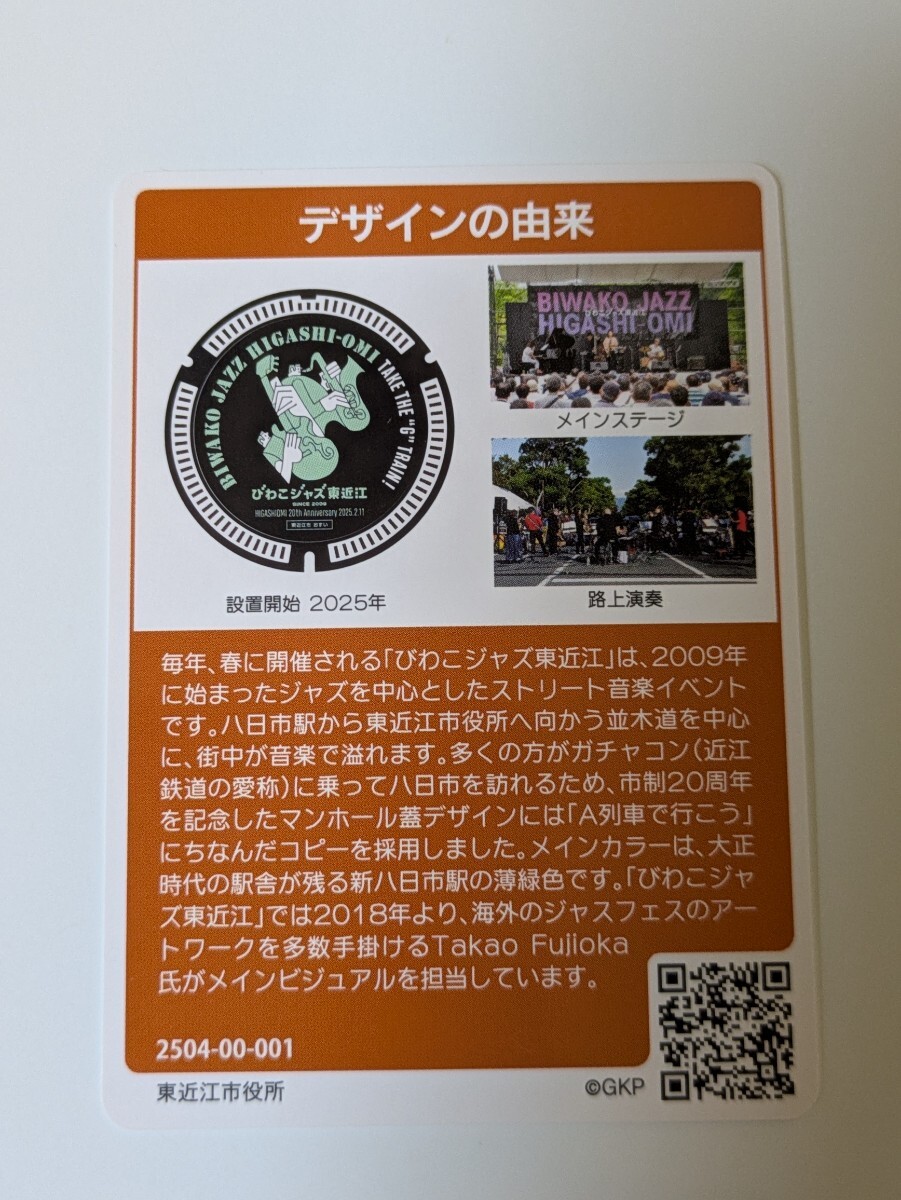 デザインの由来
BIWAKO JAZZ HIGASHI-OMI
TAKE THE "G" TRAIN!
びわこジャズ東近江
SINCE 2009
HIGASHIOMI 20th Anniversary 2025.2.11
東近江市 おすい
設置開始 2025年
BIWAKO JAZZ
びわこジャズ東近江
HIGASHI-OMI
メインステージ
路上演奏
毎年、春に開催される「びわこジャズ東近江」は、2009年
に始まったジャズを中心としたストリート音楽イベント
です。八日市駅から東近江市役所へ向かう並木道を中心
に、街中が音楽で溢れます。多くの方がガチャコン(近江
鉄道の愛称)に乗って八日市を訪れるため、市制20周年
を記念したマンホール蓋デザインには「A列車で行こう」
にちなんだコピーを採用しました。メインカラーは、大正
時代の駅舎が残る新八日市駅の薄緑色です。「びわこジャ
ズ東近江」では2018年より、海外のジャスフェスのアー
トワークを多数手掛けるTakao Fujioka
氏がメインビジュアルを担当しています。
2504-00-001
東近江市役所
©GKP